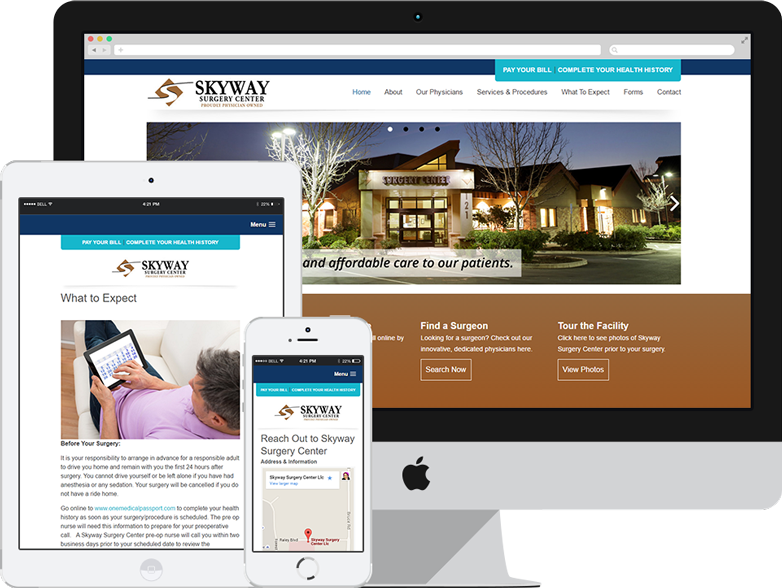 PAY YOUR BILL | COMPLETE YOUR HEALTH HISTORY
SKYWAY
SURGERY CENTER
PROUDLY PHYSICIAN OWNED
Home About Our Physicians Services & Procedures What To Expect Forms Contact
SURGERY CENTER
121
and affordable care to our patients.
ll online by
Find a Surgeon
Looking for a surgeon? Check out our
innovative, dedicated physicians here.
Search Now
Tour the Facility
Click here to see photos of Skyway
Surgery Center prior to your surgery.
View Photos
BELL 4:21 PM 22%
Menu
PAY YOUR BILL | COMPLETE YOUR HEALTH HISTORY
SKYWAY
SURGERY CENTER
PROUDLY PHYSICIAN OWNED
What to Expect
Before Your Surgery:
It is your responsibility to arrange in advance for a responsible adult
to drive you home and remain with you the first 24 hours after
surgery. You cannot drive yourself or be left alone if you have had
anesthesia or any sedation. Your surgery will be cancelled if you do
not have a ride home.
Go online to www.onemedicalpassport.com to complete your
health history as soon as your surgery/procedure is scheduled. The pre op
nurse will need this information to prepare for your preoperative
call. A Skyway Surgery Center pre-op nurse will call you within two
business days prior to your scheduled date to review the
BELL 4:21 PM 22%
Menu
PAY YOUR BILL | COMPLETE YOUR HEALTH HISTORY
SKYWAY
SURGERY CENTER
PROUDLY PHYSICIAN OWNED
Reach Out to Skyway
Surgery Center
Address & Information
Skyway Surgery Center Llc
View larger map
Bruce Rd
Parley Blvd
Skyway Surgery
Center Llc